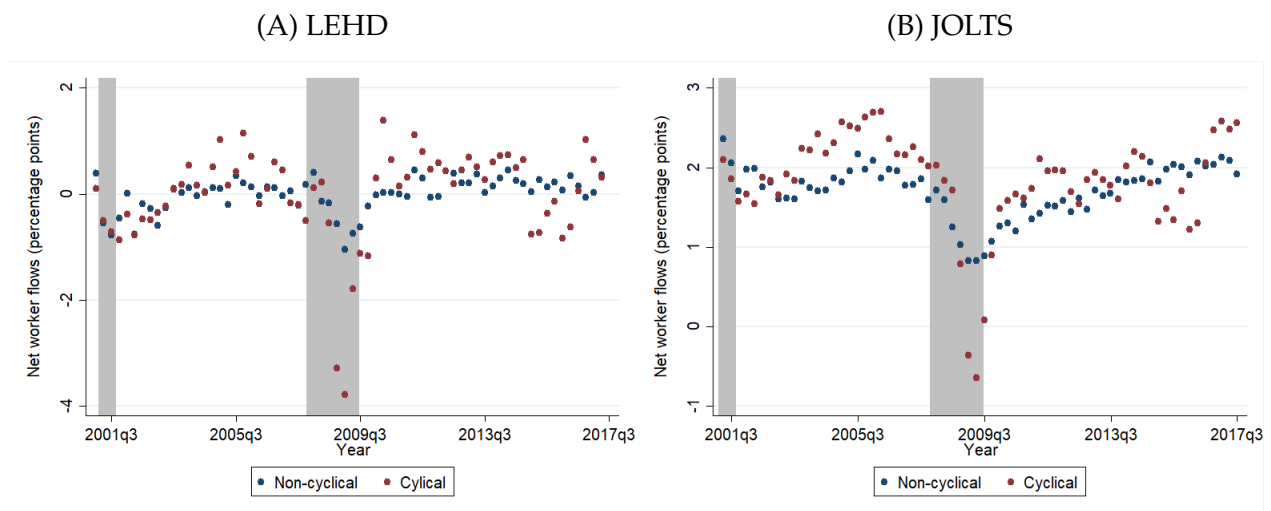 (A) LEHD
(B) JOLTS
Net worker flows (percentage points)
2
0
-2
-4
2001q3 2005q3 2009q3 2013q3 2017q3
Year
Non-cyclical Cylical
Net worker flows (percentage points)
3
2
1
0
-1
2001q3 2005q3 2009q3 2013q3 2017q3
Year
Non-cyclical Cyclical